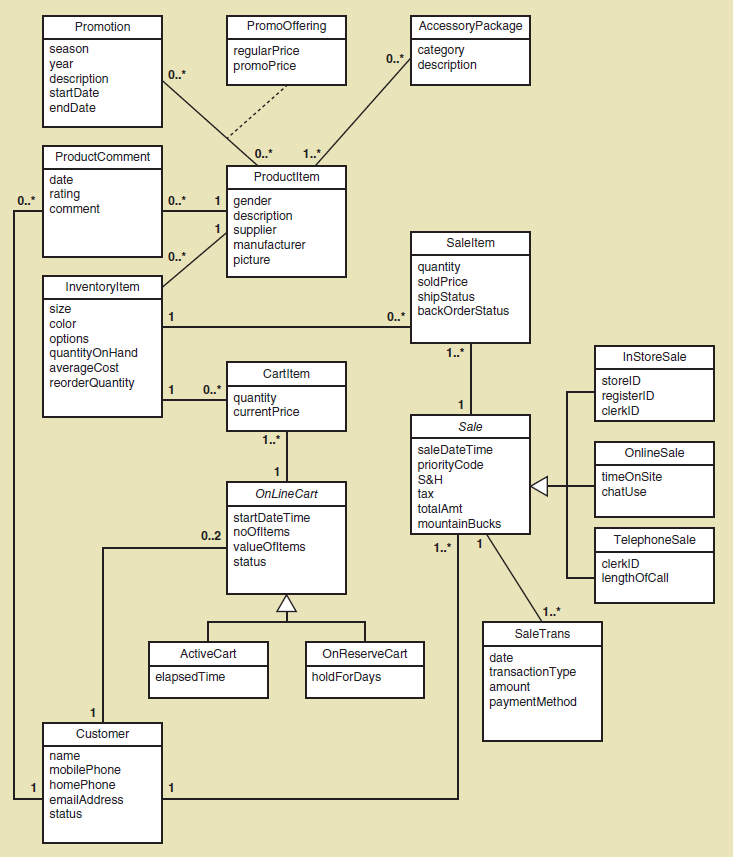 Promotion
season
year
description
startDate
endDate
PromoOffering
regularPrice
promoPrice
AccessoryPackage
category
description
0..*
0..*
0..*
1..*
ProductComment
date
rating
comment
0..*
0..*
1
ProductItem
gender
description
supplier
manufacturer
picture
1
0..*
InventoryItem
size
color
options
quantityOnHand
averageCost
reorderQuantity
1
0..*
1
0..*
SaleItem
quantity
soldPrice
shipStatus
backOrderStatus
1..*
1
CartItem
quantity
currentPrice
1..*
1
OnLineCart
startDateTime
noOfItems
valueOfItems
status
0..2
Sale
saleDateTime
priorityCode
S&H
tax
totalAmt
mountainBucks
1..*
1
InStoreSale
storeID
registerID
clerkID
OnlineSale
timeOnSite
chatUse
TelephoneSale
clerkID
lengthOfCall
1..*
SaleTrans
date
transactionType
amount
paymentMethod
ActiveCart
elapsedTime
OnReserveCart
holdForDays
1
Customer
name
mobilePhone
homePhone
emailAddress
status
1
1